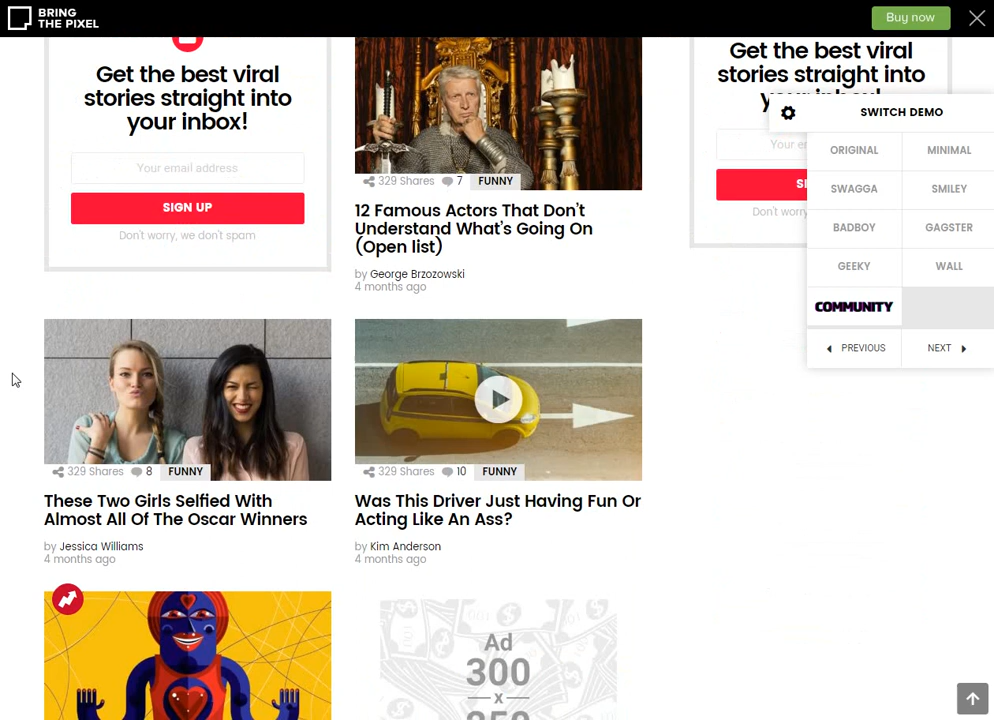 BRING
THE PIXEL
Buy now
Get the best viral
stories straight into
your inbox!
Your email address
SIGN UP
Don't worry, we don't spam
329 Shares 7 FUNNY
12 Famous Actors That Don't
Understand What's Going On
(Open list)
by George Brzozowski
4 months ago
Get the best viral
stories straight into
Your e
SI
Don't worry
SWITCH DEMO
ORIGINAL MINIMAL
SWAGGA SMILEY
BADBOY GAGSTER
GEEKY WALL
COMMUNITY
PREVIOUS NEXT
329 Shares 8 FUNNY
These Two Girls Selfied With
Almost All Of The Oscar Winners
by Jessica Williams
4 months ago
329 Shares 10 FUNNY
Was This Driver Just Having Fun Or
Acting Like An Ass?
by Kim Anderson
4 months ago
Ad
300
x